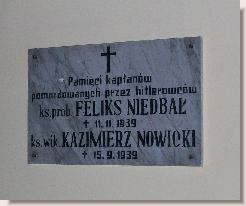 Pamięci kapłanów
pomordowanych przez hitlerowców
ks. prob. FELIKS NIEDBAŁ
† 11.11.1939
ks. wik. KAZIMIERZ NOWICKI
† 15.9.1939